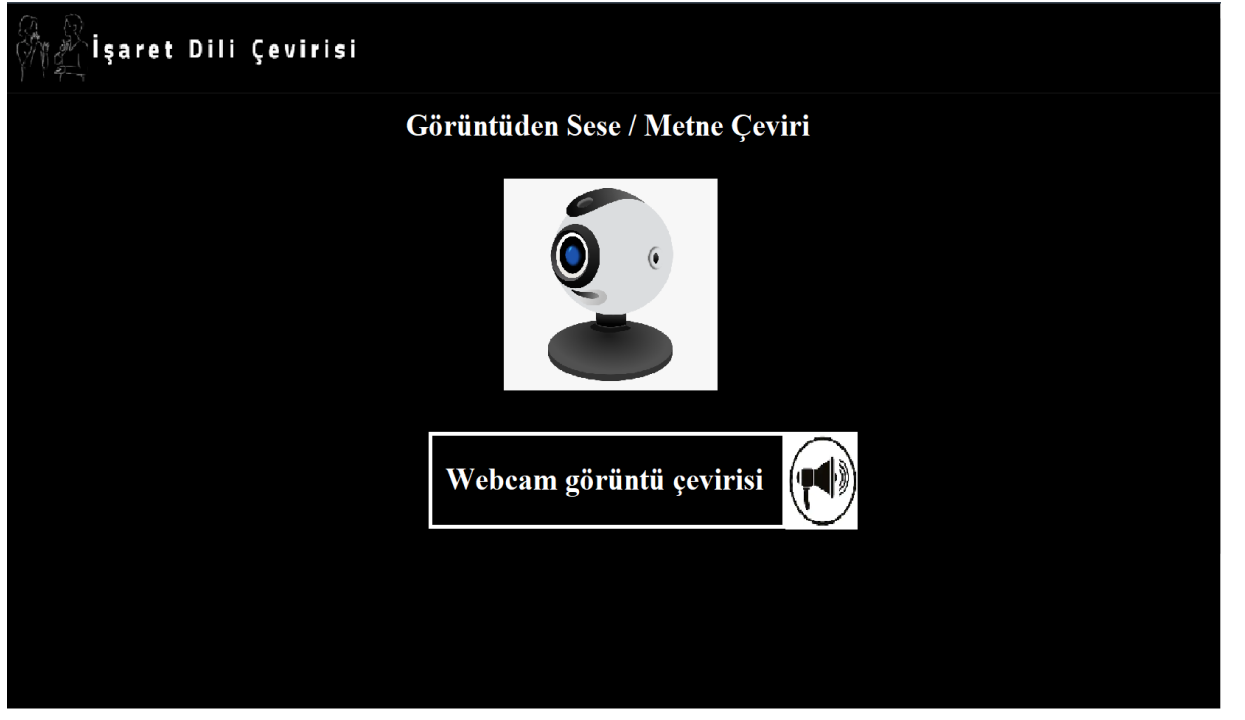 İşaret Dili Çevirisi
Görüntüden Sese / Metne Çeviri
Webcam görüntü çevirisi